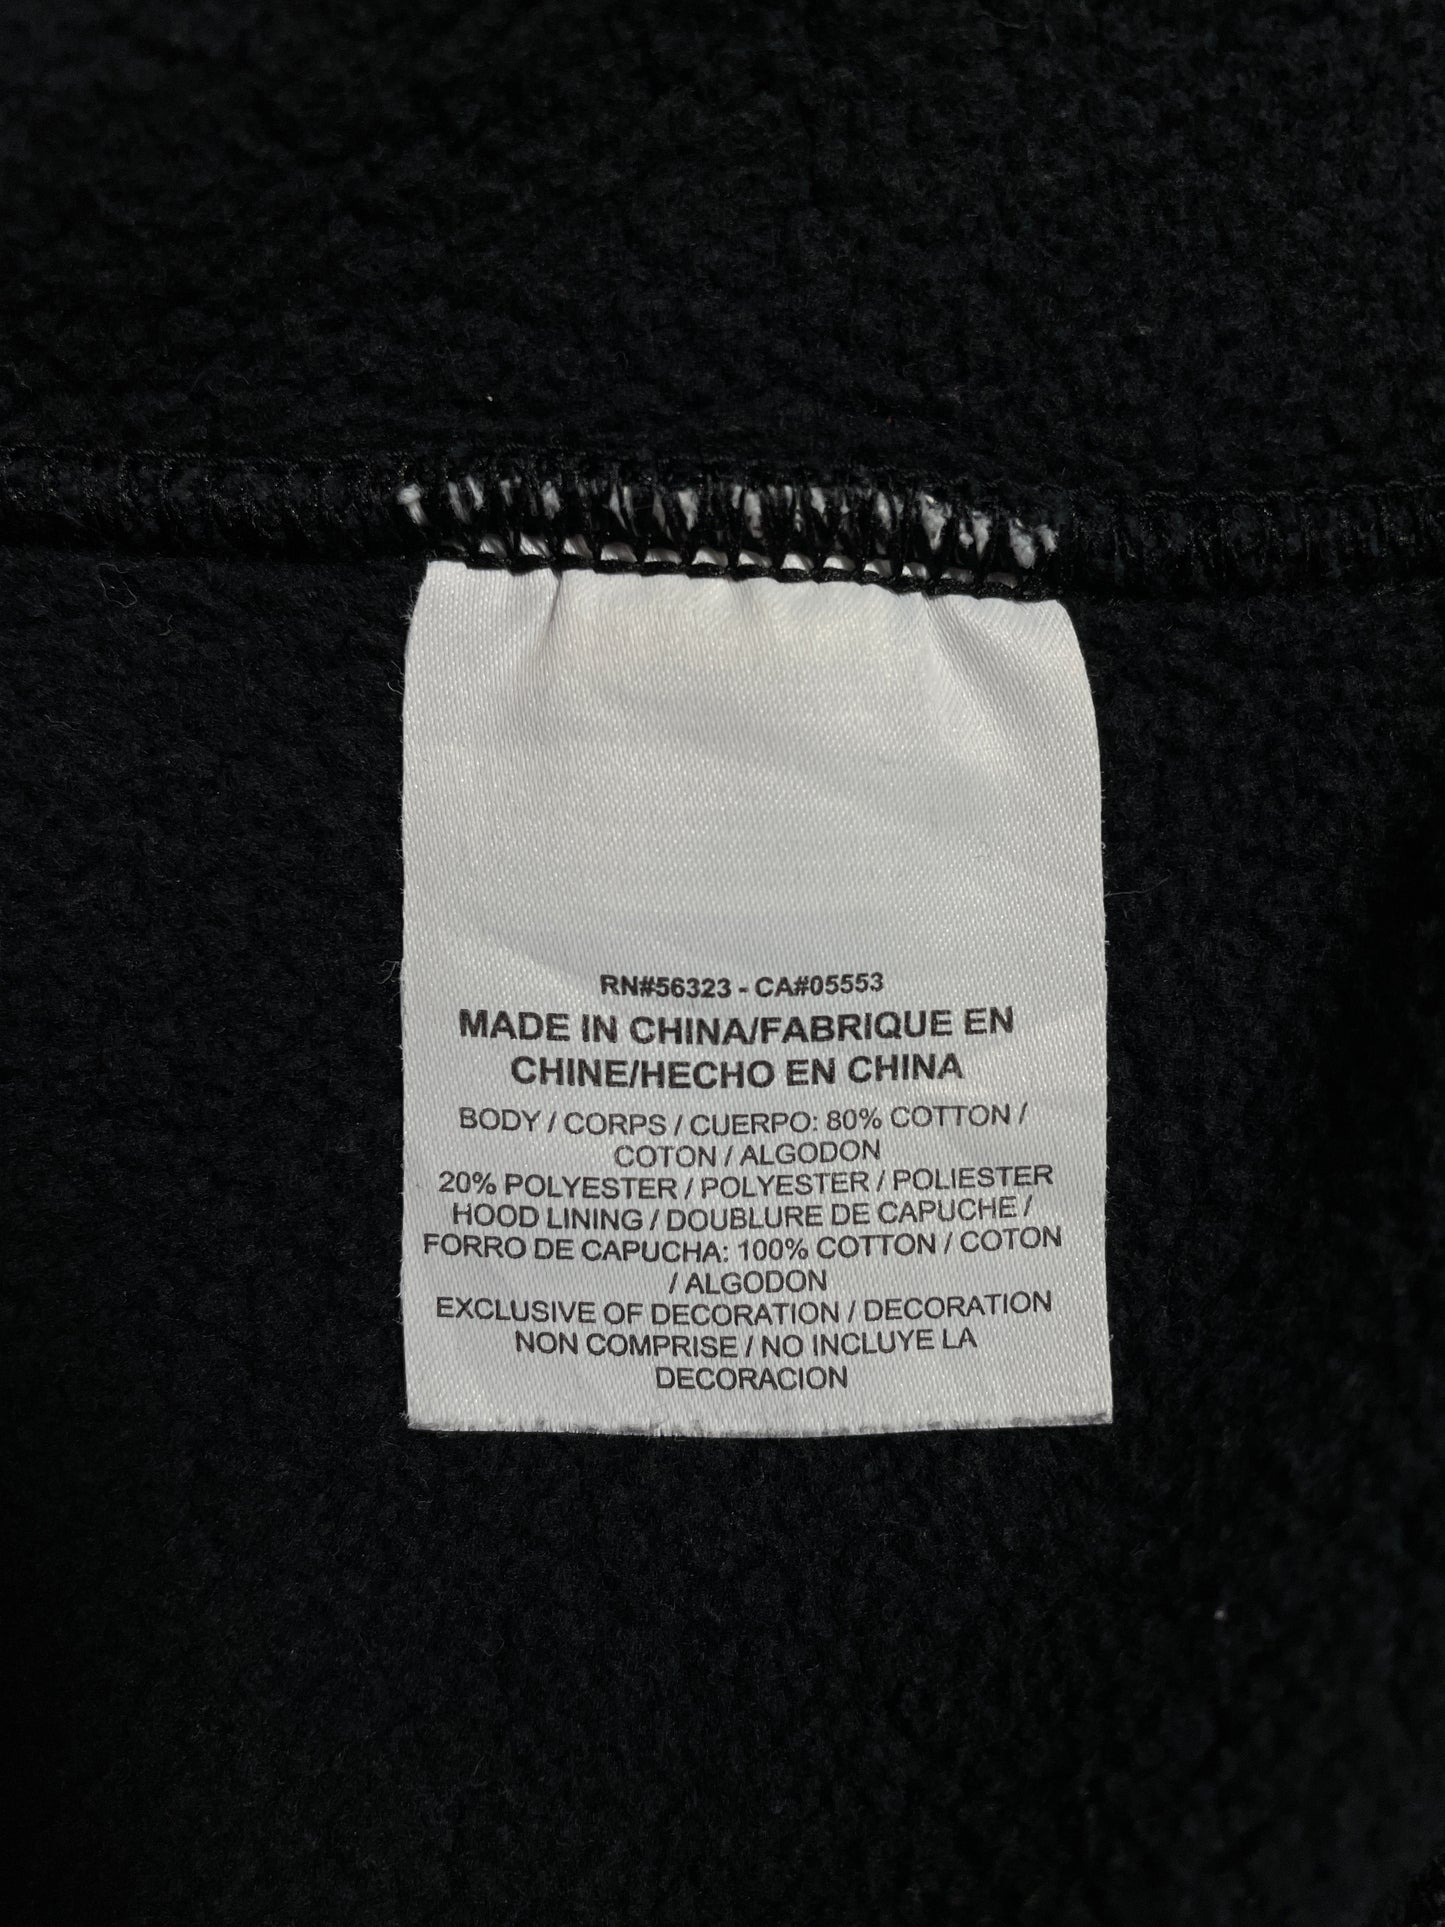 RN#56323 - CA#05553
MADE IN CHINA/FABRIQUE EN
CHINE/HECHO EN CHINA
BODY / CORPS / CUERPO: 80% COTTON /
COTON / ALGODON
20% POLYESTER / POLYESTER / POLIESTER
HOOD LINING / DOUBLURE DE CAPUCHE /
FORRO DE CAPUCHA: 100% COTTON / COTON
/ ALGODON
EXCLUSIVE OF DECORATION / DECORATION
NON COMPRISE / NO INCLUYE LA
DECORACION